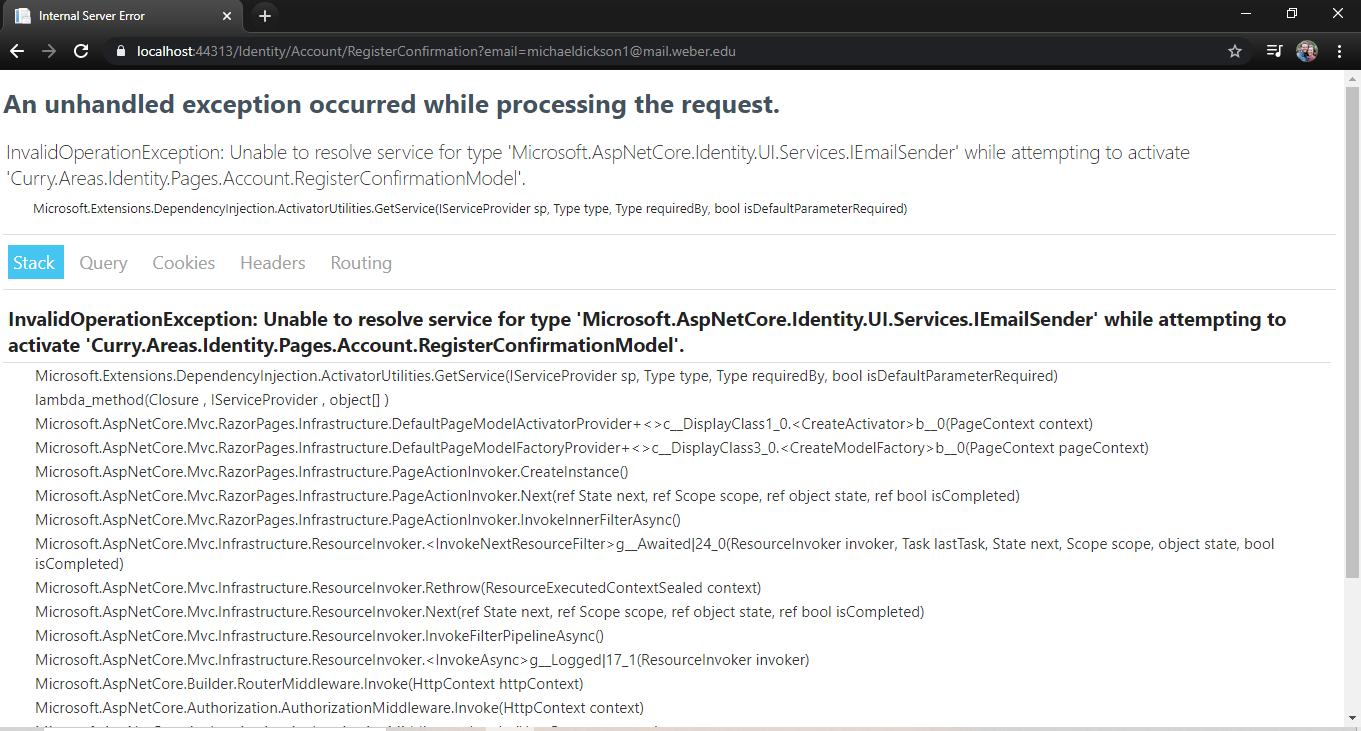 Internal Server Error
localhost:44313/Identity/Account/RegisterConfirmation?email=michaeldickson1@mail.weber.edu
An unhandled exception occurred while processing the request.
InvalidOperationException: Unable to resolve service for type 'Microsoft.AspNetCore.Identity.UI.Services.IEmailSender' while attempting to activate
'Curry.Areas.Identity.Pages.Account.RegisterConfirmationModel'.
Microsoft.Extensions.DependencyInjection.ActivatorUtilities.GetService(IServiceProvider sp, Type type, Type requiredBy, bool isDefaultParameterRequired)
Stack Query Cookies Headers Routing
InvalidOperationException: Unable to resolve service for type 'Microsoft.AspNetCore.Identity.UI.Services.IEmailSender' while attempting to
activate 'Curry.Areas.Identity.Pages.Account.RegisterConfirmationModel'.
Microsoft.Extensions.DependencyInjection.ActivatorUtilities.GetService(IServiceProvider sp, Type type, Type requiredBy, bool isDefaultParameterRequired)
lambda_method(Closure , IServiceProvider , object[] )
Microsoft.AspNetCore.Mvc.RazorPages.Infrastructure.DefaultPageModelActivatorProvider+<>c__DisplayClass1_0.<CreateActivator>b__0(PageContext context)
Microsoft.AspNetCore.Mvc.RazorPages.Infrastructure.DefaultPageModelFactoryProvider+<>c__DisplayClass3_0.<CreateModelFactory>b__0(PageContext pageContext)
Microsoft.AspNetCore.Mvc.RazorPages.Infrastructure.PageActionInvoker.CreateInstance()
Microsoft.AspNetCore.Mvc.RazorPages.Infrastructure.PageActionInvoker.Next(ref State next, ref Scope scope, ref object state, ref bool isCompleted)
Microsoft.AspNetCore.Mvc.RazorPages.Infrastructure.PageActionInvoker.InvokeInnerFilterAsync()
Microsoft.AspNetCore.Mvc.Infrastructure.ResourceInvoker.<InvokeNextResourceFilter>g__Awaited|24_0(ResourceInvoker invoker, Task lastTask, State next, Scope scope, object state, bool
isCompleted)
Microsoft.AspNetCore.Mvc.Infrastructure.ResourceInvoker.Rethrow(ResourceExecutedContextSealed context)
Microsoft.AspNetCore.Mvc.Infrastructure.ResourceInvoker.Next(ref State next, ref Scope scope, ref object state, ref bool isCompleted)
Microsoft.AspNetCore.Mvc.Infrastructure.ResourceInvoker.InvokeFilterPipelineAsync()
Microsoft.AspNetCore.Mvc.Infrastructure.ResourceInvoker.<InvokeAsync>g__Logged|17_1(ResourceInvoker invoker)
Microsoft.AspNetCore.Builder.RouterMiddleware.Invoke(HttpContext httpContext)
Microsoft.AspNetCore.Authorization.AuthorizationMiddleware.Invoke(HttpContext context)